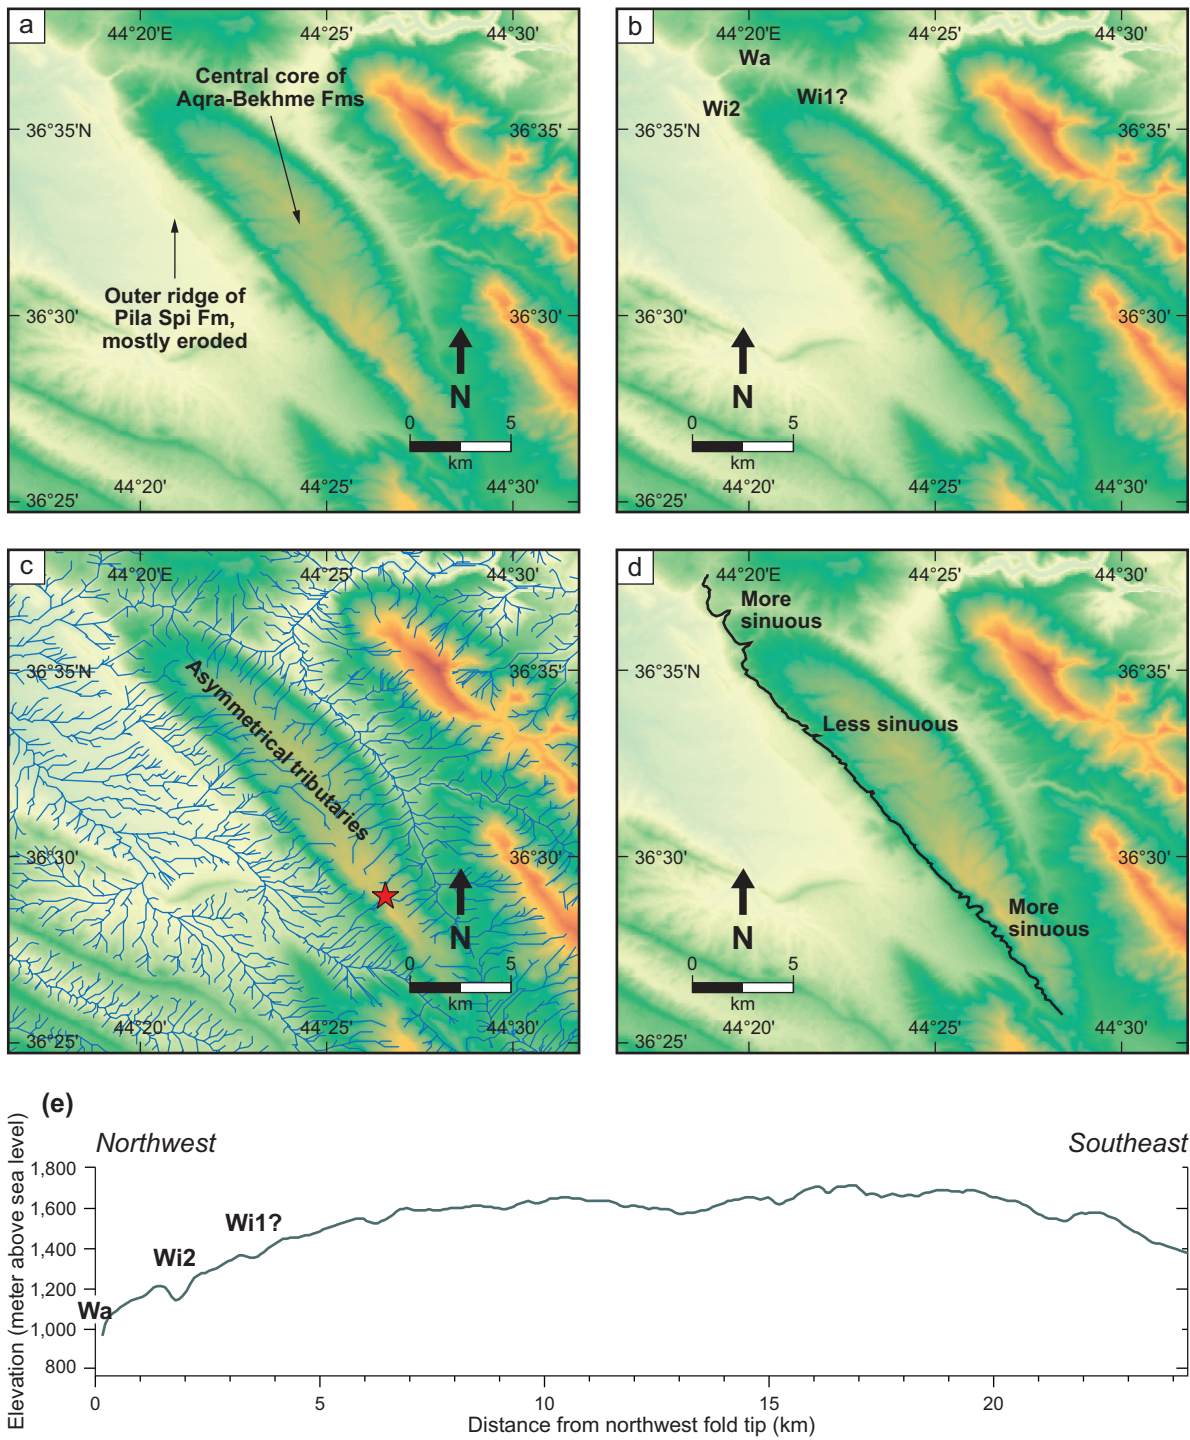 a
44°20'E
44°25'
44°30'
Central core of
Aqra-Bekhme Fms
36°35'N
36°35'
Outer ridge of
Pila Spi Fm,
mostly eroded
36°30'
36°30'
N
0
5
km
36°25'
44°20'
44°25'
44°30'
b
44°20'E
44°25'
44°30'
Wa
Wi2
Wi1?
36°35'N
36°35'
36°30'
36°30'
N
0
5
km
36°25'
44°20'
44°25'
44°30'
c
44°20'E
44°25'
44°30'
36°35'N
36°35'
Asymmetrical tributaries
36°30'
36°30'
N
0
5
km
36°25'
44°20'
44°25'
44°30'
d
44°20'E
44°25'
44°30'
More
sinuous
36°35'N
36°35'
Less sinuous
36°30'
36°30'
More
sinuous
N
0
5
km
36°25'
44°20'
44°25'
44°30'
(e)
Northwest
Southeast
Elevation (meter above sea level)
1,800
1,600
1,400
1,200
1,000
800
Wi1?
Wi2
Wa
0
5
10
15
20
Distance from northwest fold tip (km)